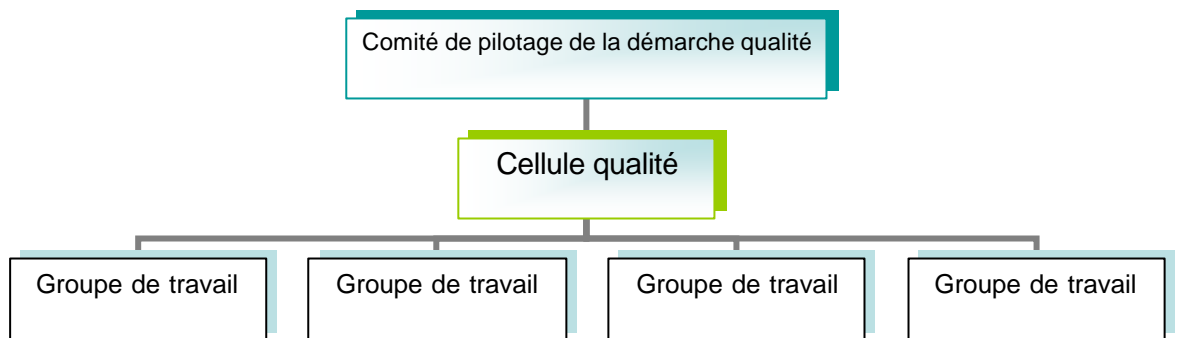 Comité de pilotage de la démarche qualité
Cellule qualité
Groupe de travail
Groupe de travail
Groupe de travail
Groupe de travail